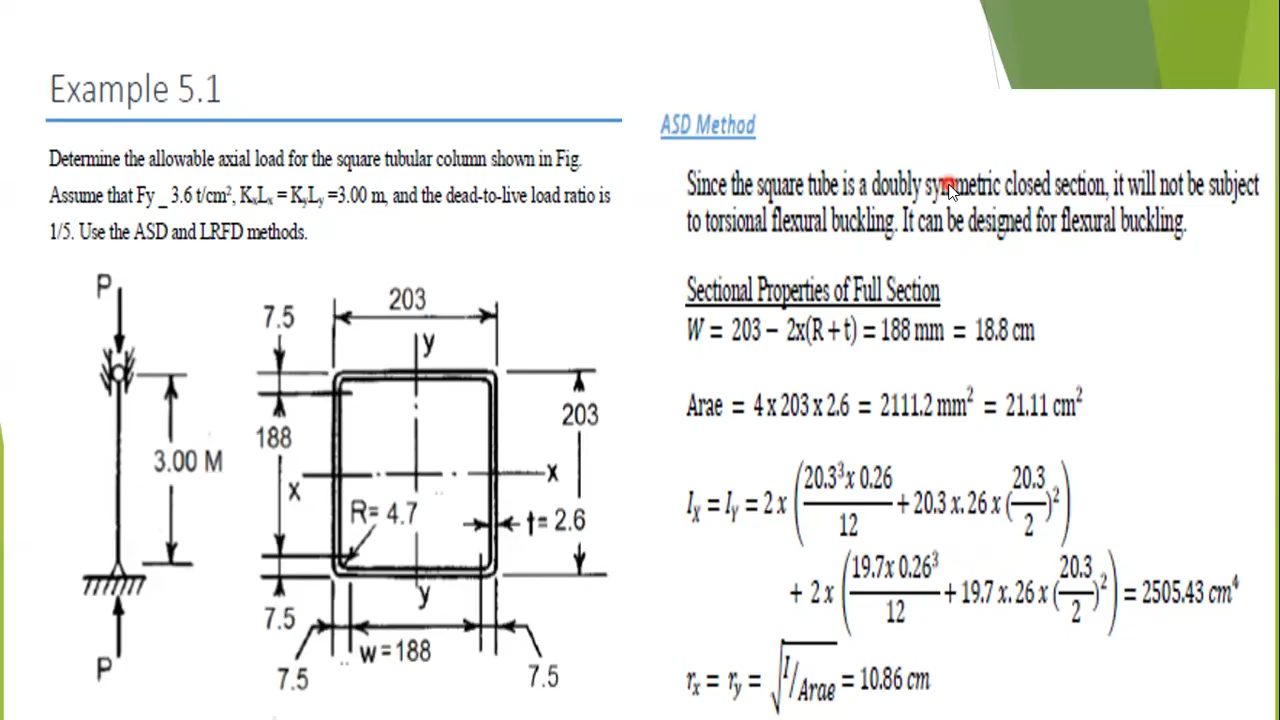 Example 5.1
Determine the allowable axial load for the square tubular column shown in Fig.
Assume that Fy _ 3.6 t/cm², KxLx = KyLy =3.00 m, and the dead-to-live load ratio is
1/5. Use the ASD and LRFD methods.
P
3.00 M
P
203
7.5
y
188
203
x
x
R= 4.7
t= 2.6
y
7.5
w=188
7.5
7.5
ASD Method
Since the square tube is a doubly symmetric closed section, it will not be subject
to torsional flexural buckling. It can be designed for flexural buckling.
Sectional Properties of Full Section
W = 203 − 2x(R + t) = 188 mm = 18.8 cm
Arae = 4 x 203 x 2.6 = 2111.2 mm² = 21.11 cm²
Ix = Iy = 2 x (20.3³x 0.26/12 + 20.3 x .26 x (20.3/2)²)
+ 2 x (19.7x 0.26³/12 + 19.7 x .26 x (20.3/2)²) = 2505.43 cm⁴
rx = ry = √I/Arae = 10.86 cm